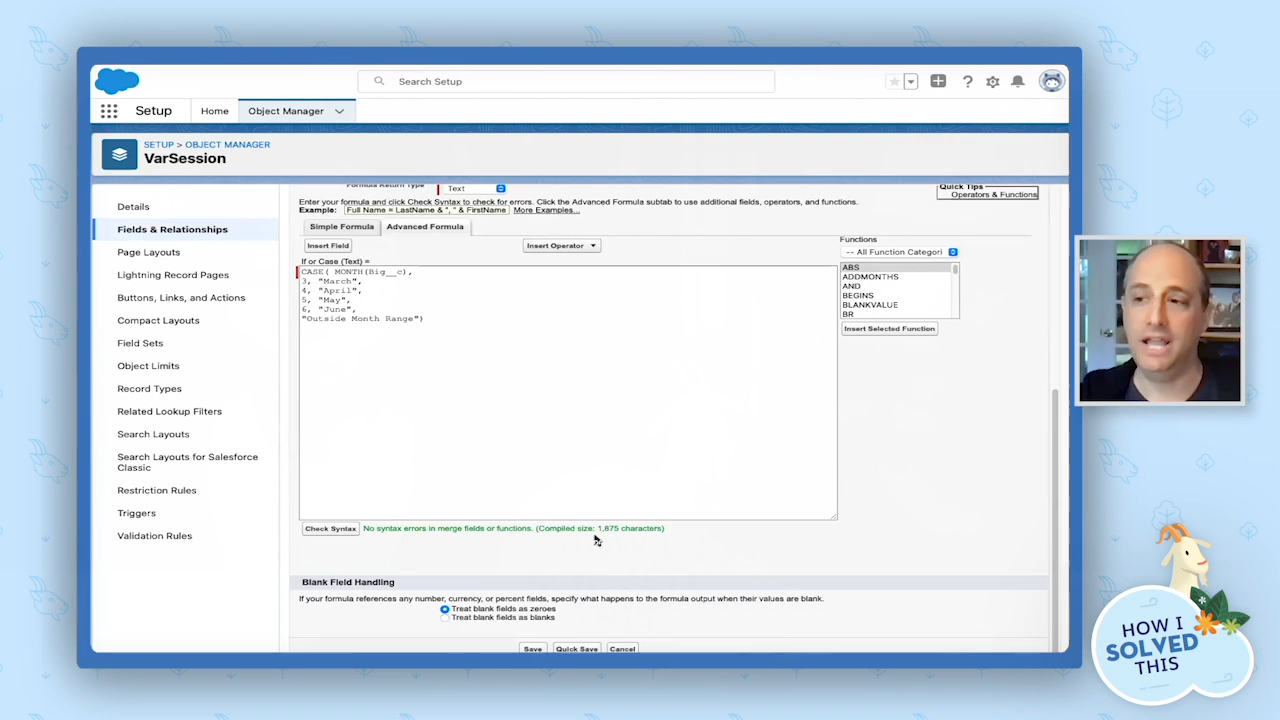 Search Setup
Setup
Home
Object Manager
SETUP > OBJECT MANAGER
VarSession
Details
Fields & Relationships
Page Layouts
Lightning Record Pages
Buttons, Links, and Actions
Compact Layouts
Field Sets
Object Limits
Record Types
Related Lookup Filters
Search Layouts
Search Layouts for Salesforce
Classic
Restriction Rules
Triggers
Validation Rules
Formula Return Type
Text
Quick Tips
Operators & Functions
Enter your formula and click Check Syntax to check for errors. Click the Advanced Formula subtab to use additional fields, operators, and functions.
Example: Full Name = LastName & ", " & FirstName More Examples...
Simple Formula
Advanced Formula
Insert Field
Insert Operator
If or Case (Text) =
CASE( MONTH(Big__c),
3, "March",
4, "April",
5, "May",
6, "June",
"Outside Month Range")
Functions
-- All Function Categori
ABS
ADDMONTHS
AND
BEGINS
BLANKVALUE
BR
Insert Selected Function
Check Syntax
No syntax errors in merge fields or functions. (Compiled size: 1,875 characters)
Blank Field Handling
If your formula references any number, currency, or percent fields, specify what happens to the formula output when their values are blank.
Treat blank fields as zeroes
Treat blank fields as blanks
Save
Quick Save
Cancel
HOW I
SOLVED
THIS